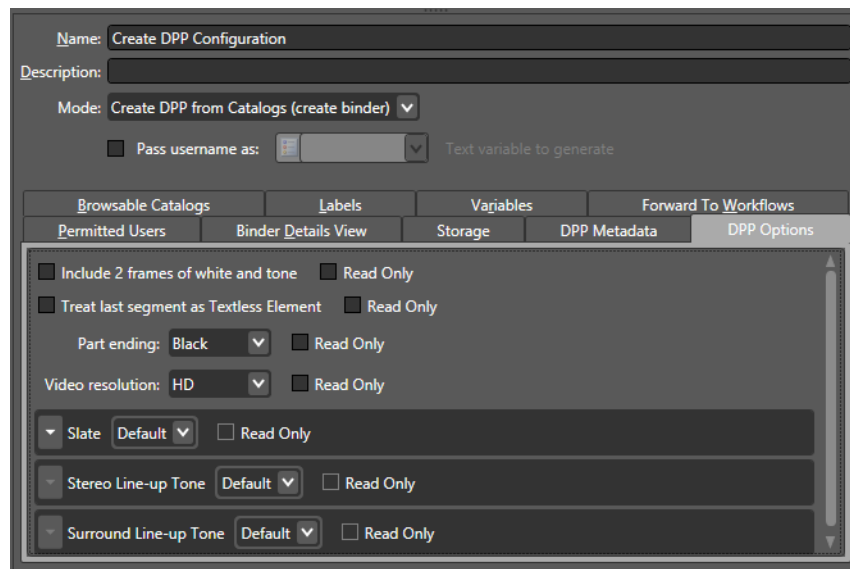 Name: Create DPP Configuration
Description:
Mode: Create DPP from Catalogs (create binder)
Pass username as: Text variable to generate
Browsable Catalogs Labels Variables Forward To Workflows
Permitted Users Binder Details View Storage DPP Metadata DPP Options
Include 2 frames of white and tone Read Only
Treat last segment as Textless Element Read Only
Part ending: Black Read Only
Video resolution: HD Read Only
Slate Default Read Only
Stereo Line-up Tone Default Read Only
Surround Line-up Tone Default Read Only